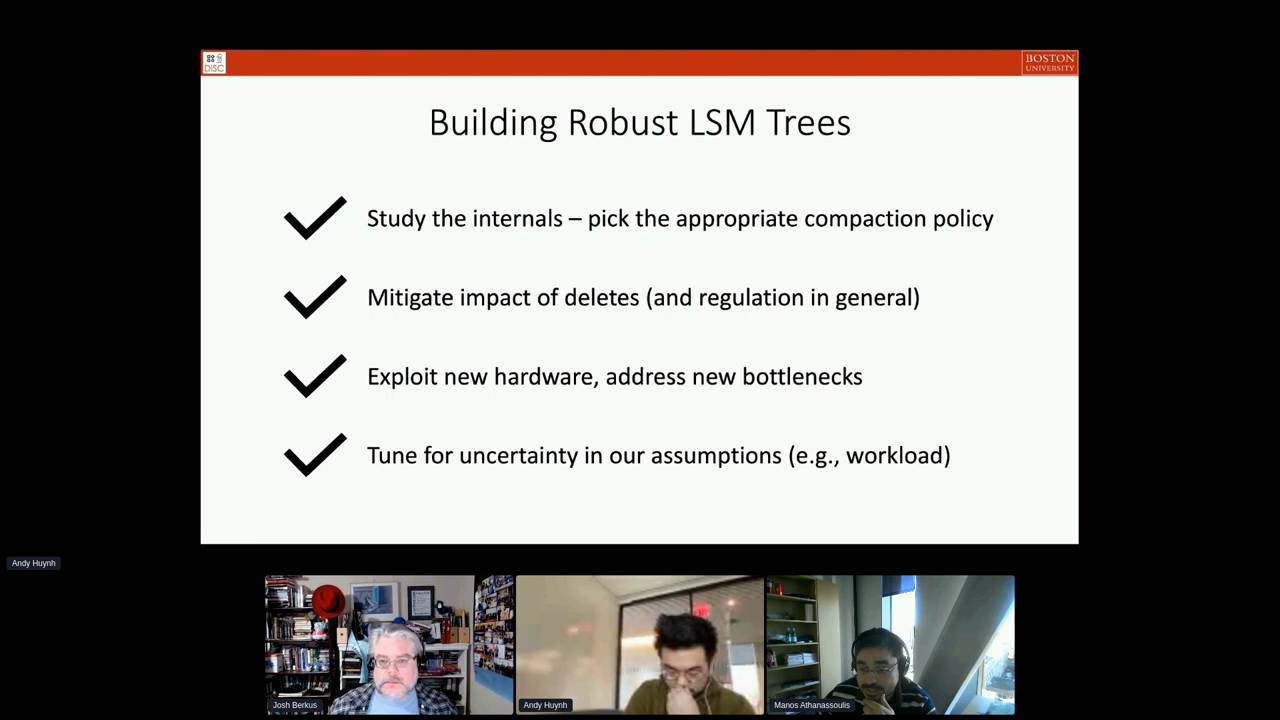 DiSC
BOSTON
UNIVERSITY
Building Robust LSM Trees
Study the internals – pick the appropriate compaction policy
Mitigate impact of deletes (and regulation in general)
Exploit new hardware, address new bottlenecks
Tune for uncertainty in our assumptions (e.g., workload)
Andy Huynh
Josh Berkus
Andy Huynh
Manos Athanassoulis